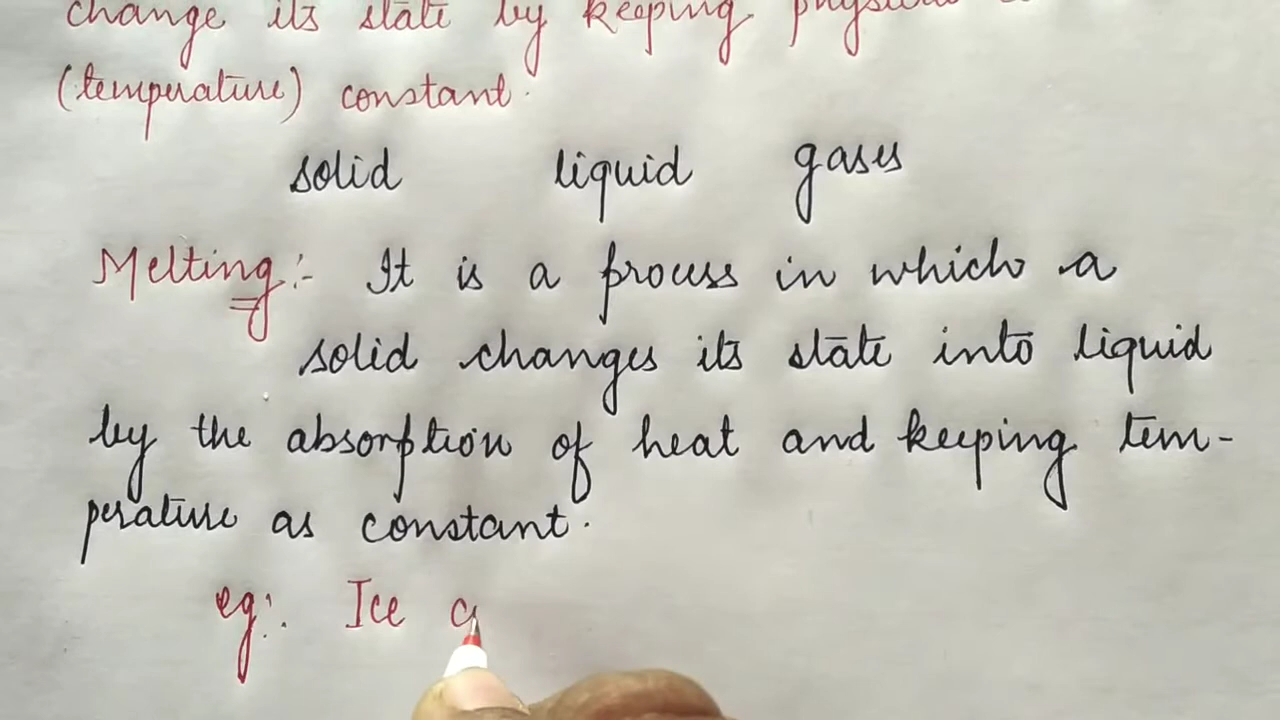 change its state by keeping
(temperature) constant.
solid liquid gases
Melting:- It is a process in which a
solid changes its state into liquid
by the absorption of heat and keeping tem-
perature as constant.
eg:. Ice